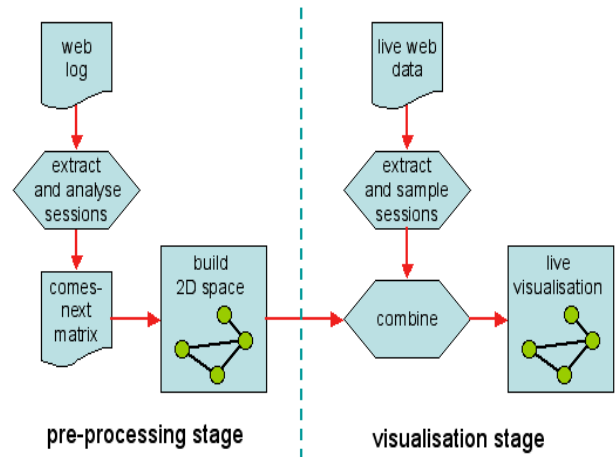 web
log
live web
data
extract
and analyse
sessions
extract
and sample
sessions
comes-
next
matrix
build
2D space
combine
live
visualisation
pre-processing stage
visualisation stage